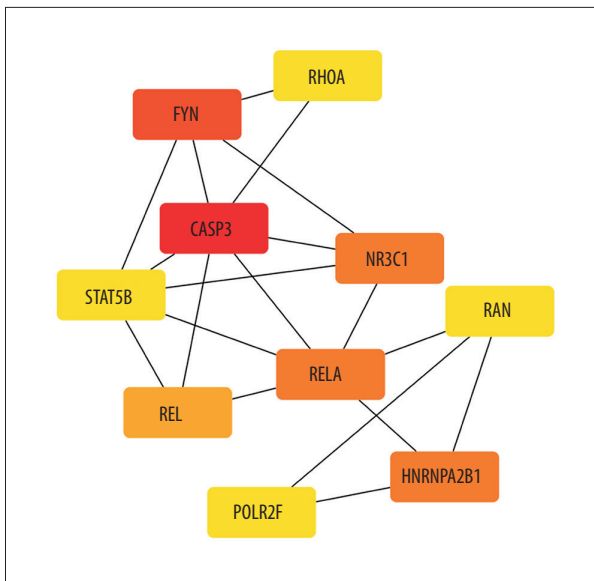 RHOA
FYN
CASP3
NR3C1
STAT5B
RAN
RELA
REL
HNRNPA2B1
POLR2F